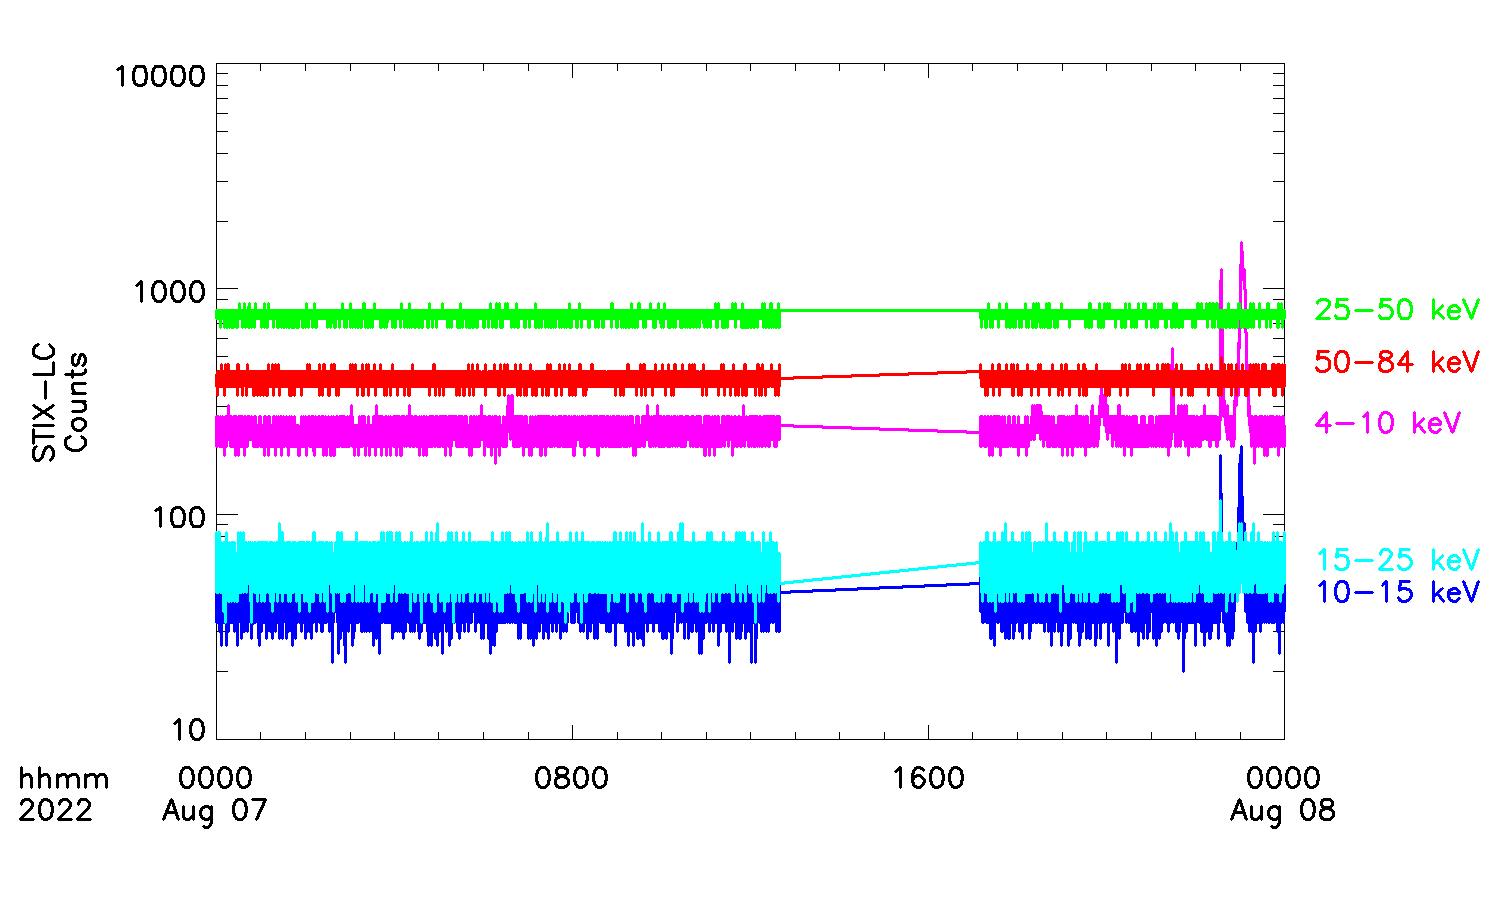 10000
1000
100
10
STIX-LC
Counts
25-50 keV
50-84 keV
4-10 keV
15-25 keV
10-15 keV
hhmm 0000 0800 1600 0000
2022 Aug 07 Aug 08